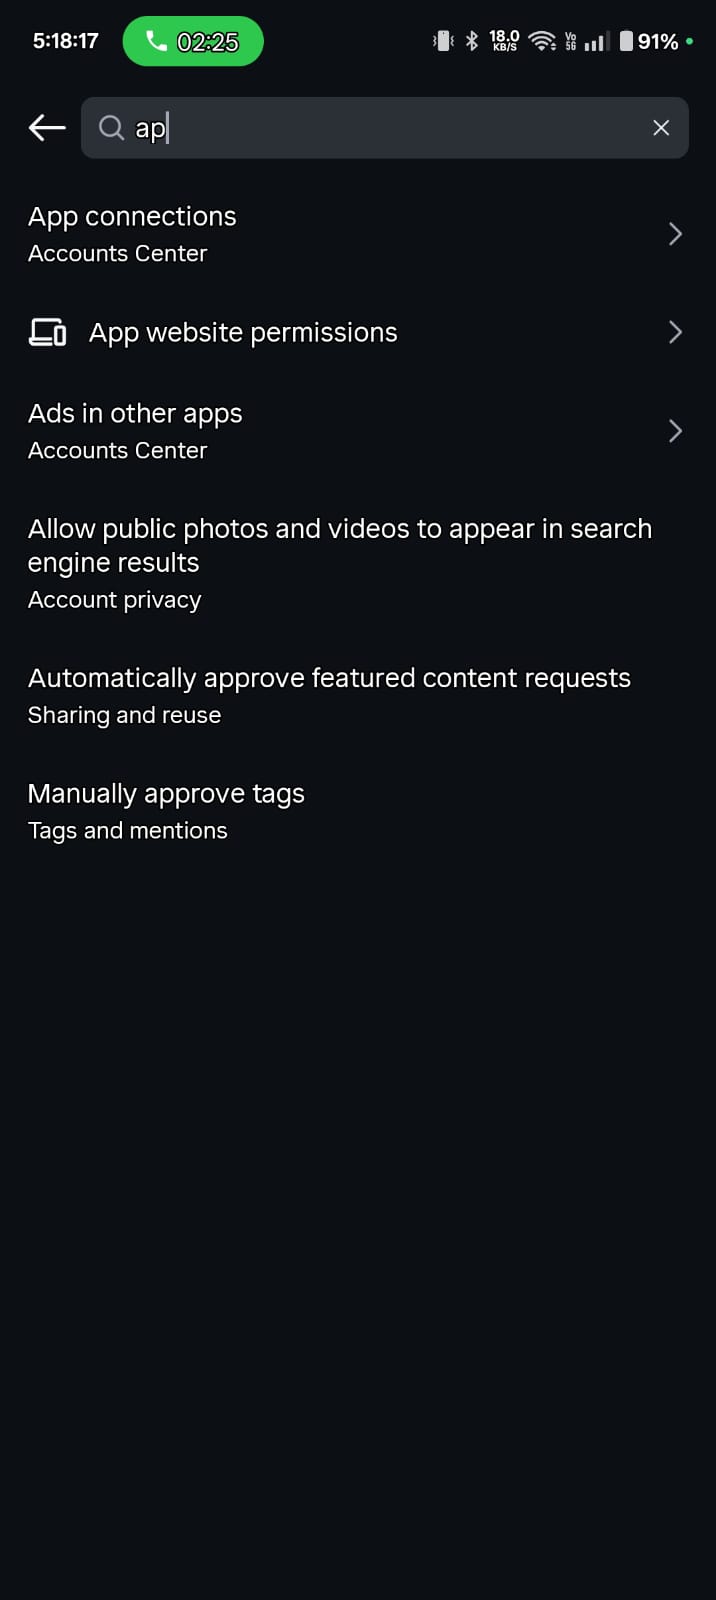 5:18:17
02:25
18.0
KB/S
Vo
5G
91%
ap
App connections
Accounts Center
App website permissions
Ads in other apps
Accounts Center
Allow public photos and videos to appear in search
engine results
Account privacy
Automatically approve featured content requests
Sharing and reuse
Manually approve tags
Tags and mentions